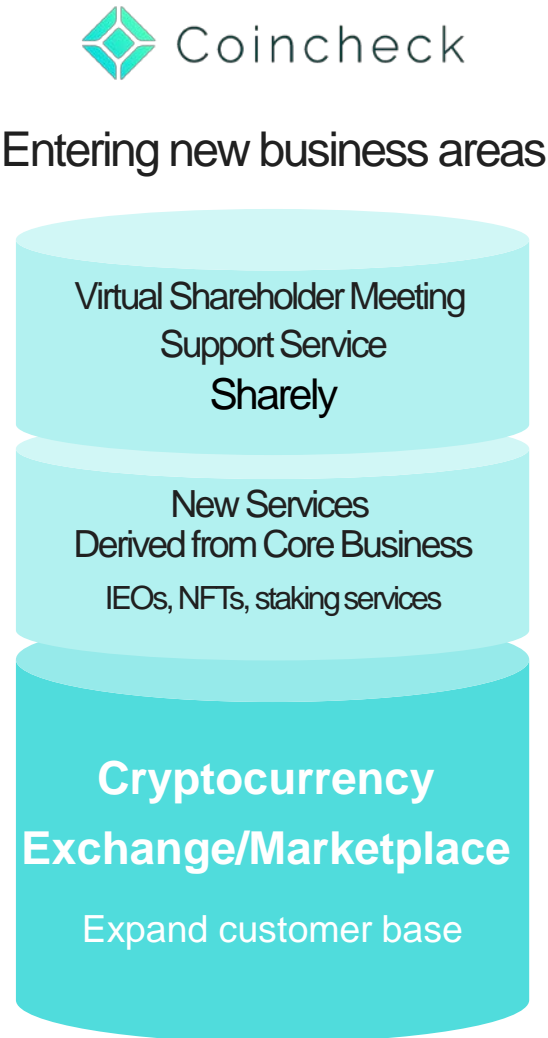 Coincheck
Entering new business areas
Virtual Shareholder Meeting
Support Service
Sharely
New Services
Derived from Core Business
IEOs, NFTs, staking services
Cryptocurrency
Exchange/Marketplace
Expand customer base